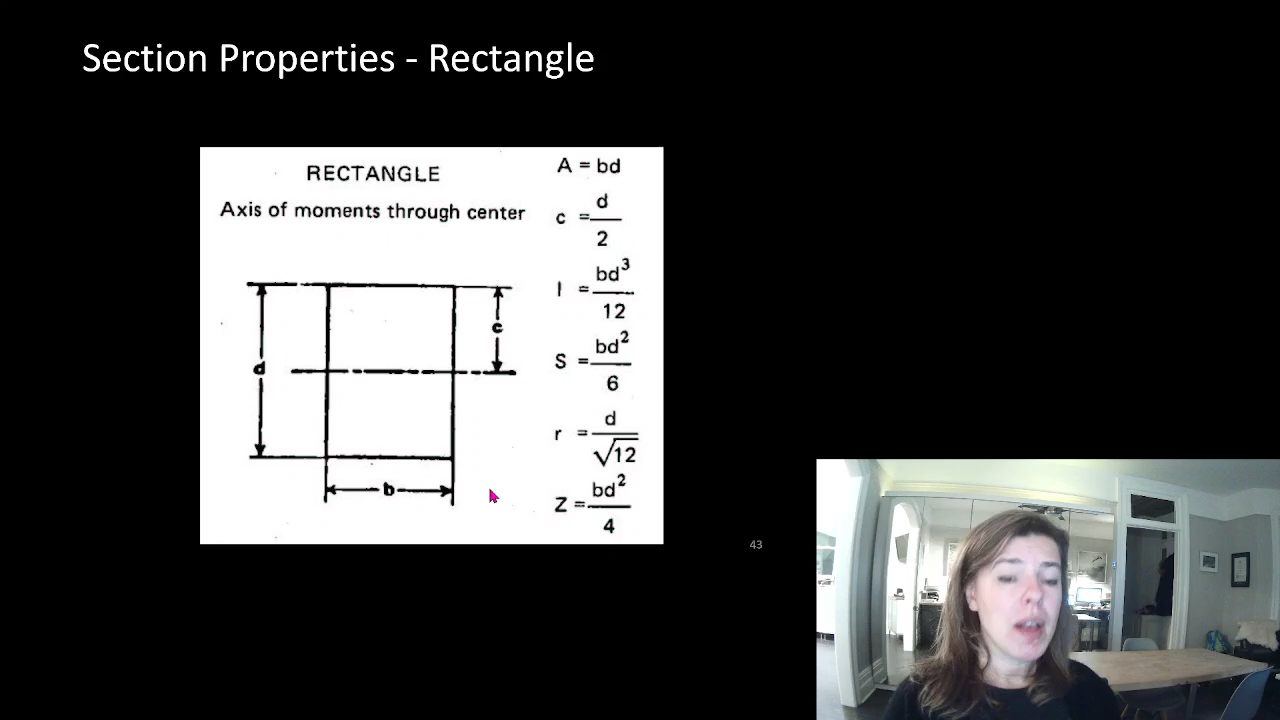 Section Properties - Rectangle
RECTANGLE
Axis of moments through center
A = bd
c = d/2
I = bd³/12
S = bd²/6
r = d/√12
Z = bd²/4
d
c
b
43